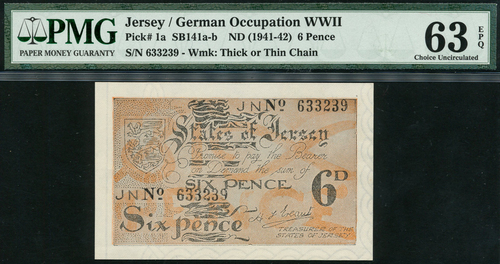 PMG
PAPER MONEY GUARANTY
Jersey / German Occupation WWII
Pick# 1a SB141a-b ND (1941-42) 6 Pence
S/N 633239 - Wmk: Thick or Thin Chain
63 EPQ
Choice Uncirculated
JN No 633239
States of Jersey
Promise to pay the Bearer
on Demand the sum of
SIX PENCE
6D
JN No 633239
Six pence
TREASURER OF THE
STATES OF JERSEY